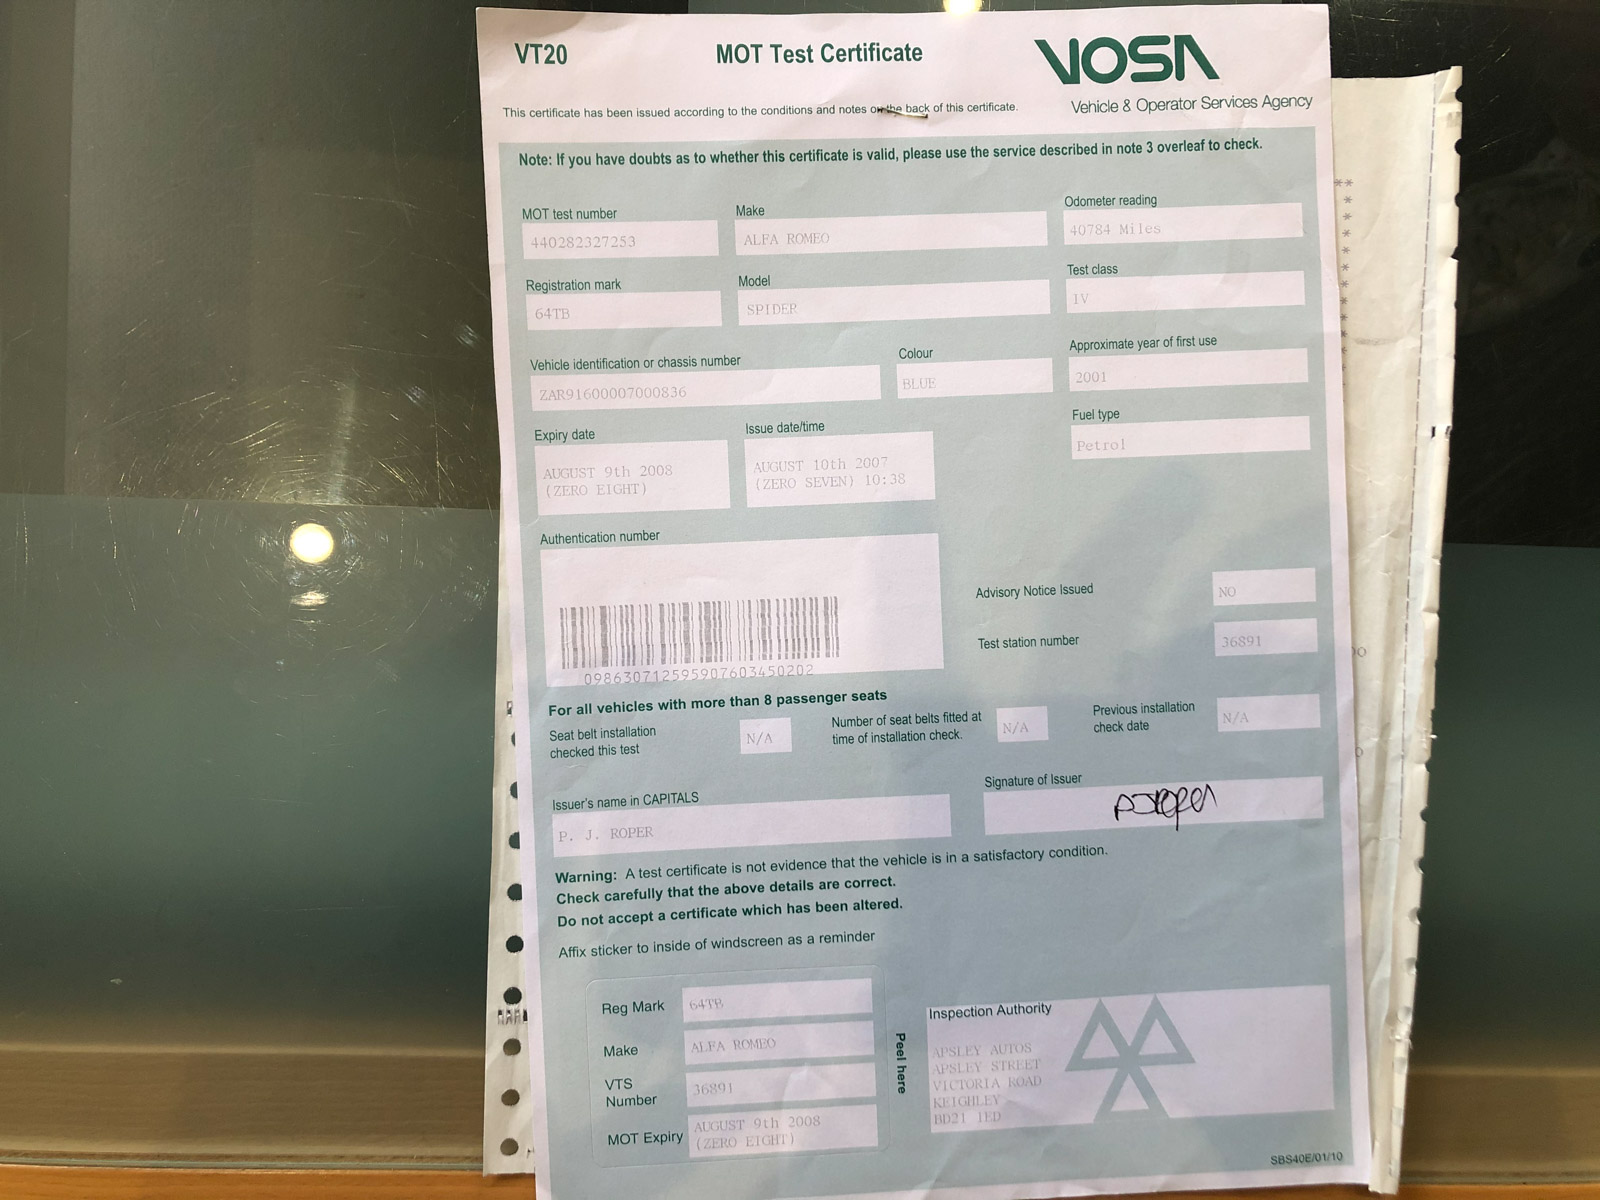 VT20
MOT Test Certificate
VOSA
Vehicle & Operator Services Agency
This certificate has been issued according to the conditions and notes on the back of this certificate.
Note: If you have doubts as to whether this certificate is valid, please use the service described in note 3 overleaf to check.
MOT test number
440282327253
Make
ALFA ROMEO
Odometer reading
40784 Miles
Registration mark
64TB
Model
SPIDER
Test class
IV
Vehicle identification or chassis number
ZAR91600007000836
Colour
BLUE
Approximate year of first use
2001
Expiry date
AUGUST 9th 2008
(ZERO EIGHT)
Issue date/time
AUGUST 10th 2007
(ZERO SEVEN) 10:38
Fuel type
Petrol
Authentication number
0986307125959076034502​02
Advisory Notice Issued
NO
Test station number
36891
For all vehicles with more than 8 passenger seats
Seat belt installation
checked this test
N/A
Number of seat belts fitted at
time of installation check.
N/A
Previous installation
check date
N/A
Issuer's name in CAPITALS
P. J. ROPER
Signature of Issuer
PJRoper
Warning: A test certificate is not evidence that the vehicle is in a satisfactory condition.
Check carefully that the above details are correct.
Do not accept a certificate which has been altered.
Affix sticker to inside of windscreen as a reminder
Reg Mark
64TB
Make
ALFA ROMEO
VTS
Number
36891
MOT Expiry
AUGUST 9th 2008
(ZERO EIGHT)
Peel here
Inspection Authority
APSLEY AUTOS
APSLEY STREET
VICTORIA ROAD
KEIGHLEY
BD21 1ED
SBS40E/01/10